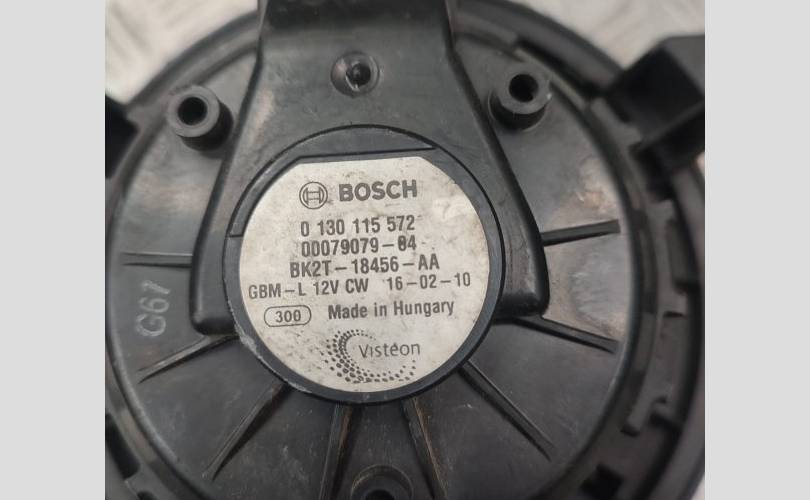 BOSCH
0 130 115 572
00079079-04
BK2T-18456-AA
GBM-L 12V CW 16-02-10
300 Made in Hungary
Visteon
G61